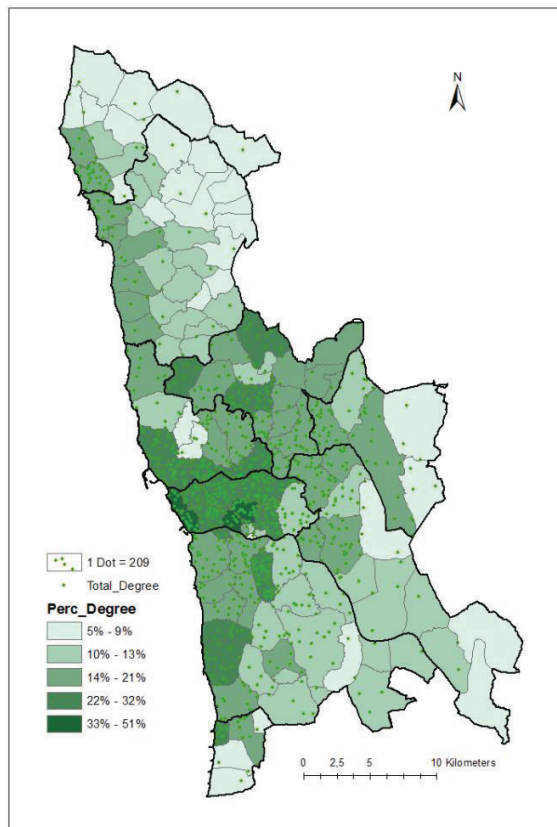 N
1 Dot = 209
Total_Degree
Perc_Degree
5% - 9%
10% - 13%
14% - 21%
22% - 32%
33% - 51%
0 2,5 5 10 Kilometers